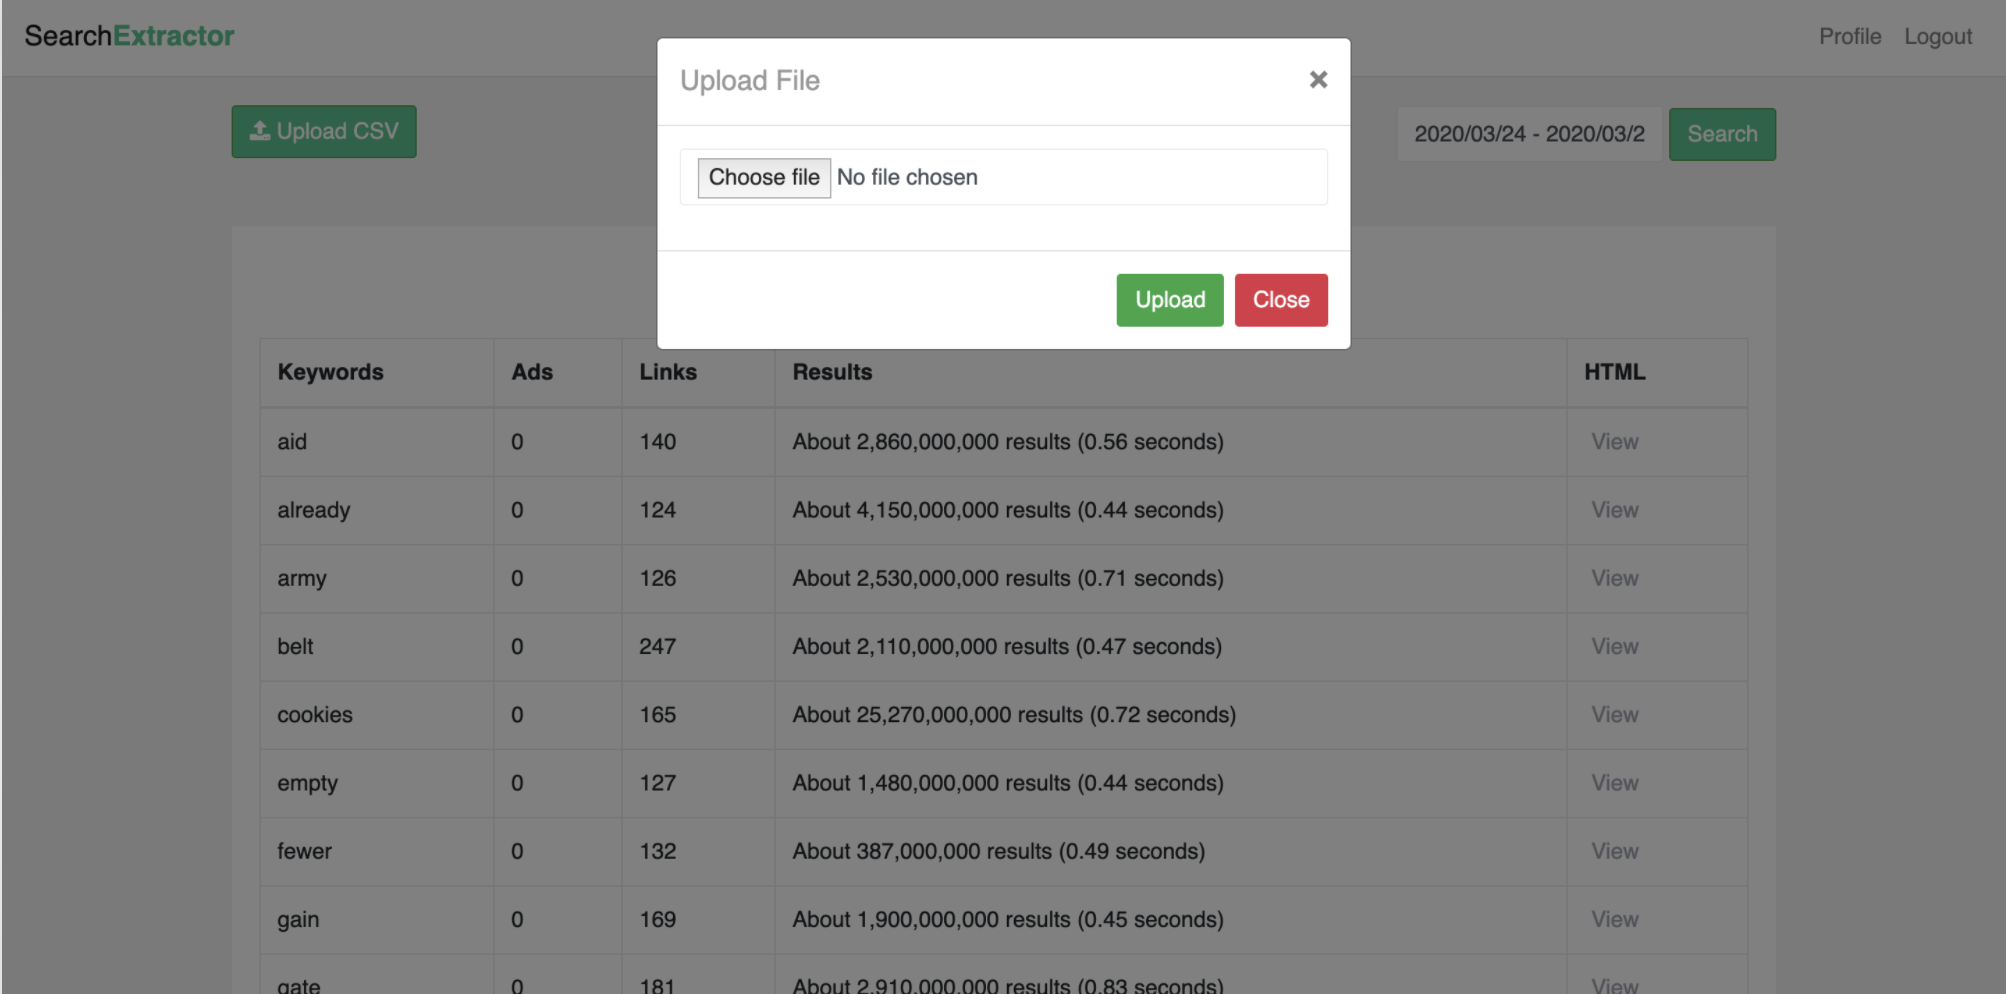 SearchExtractor
Profile Logout
Upload File
×
Upload CSV
2020/03/24 - 2020/03/2
Search
Choose file No file chosen
Upload Close
Keywords Ads Links Results HTML
aid 0 140 About 2,860,000,000 results (0.56 seconds) View
already 0 124 About 4,150,000,000 results (0.44 seconds) View
army 0 126 About 2,530,000,000 results (0.71 seconds) View
belt 0 247 About 2,110,000,000 results (0.47 seconds) View
cookies 0 165 About 25,270,000,000 results (0.72 seconds) View
empty 0 127 About 1,480,000,000 results (0.44 seconds) View
fewer 0 132 About 387,000,000 results (0.49 seconds) View
gain 0 169 About 1,900,000,000 results (0.45 seconds) View
gate 0 181 About 2,910,000,000 results (0.83 seconds) View